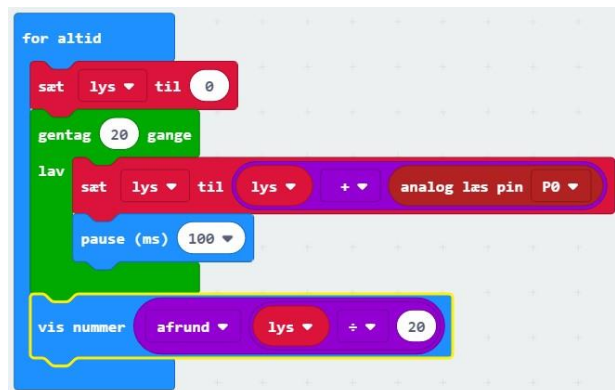 for altid
sæt lys til 0
gentag 20 gange
lav
sæt lys til lys + analog læs pin P0
pause (ms) 100
vis nummer afrund lys ÷ 20